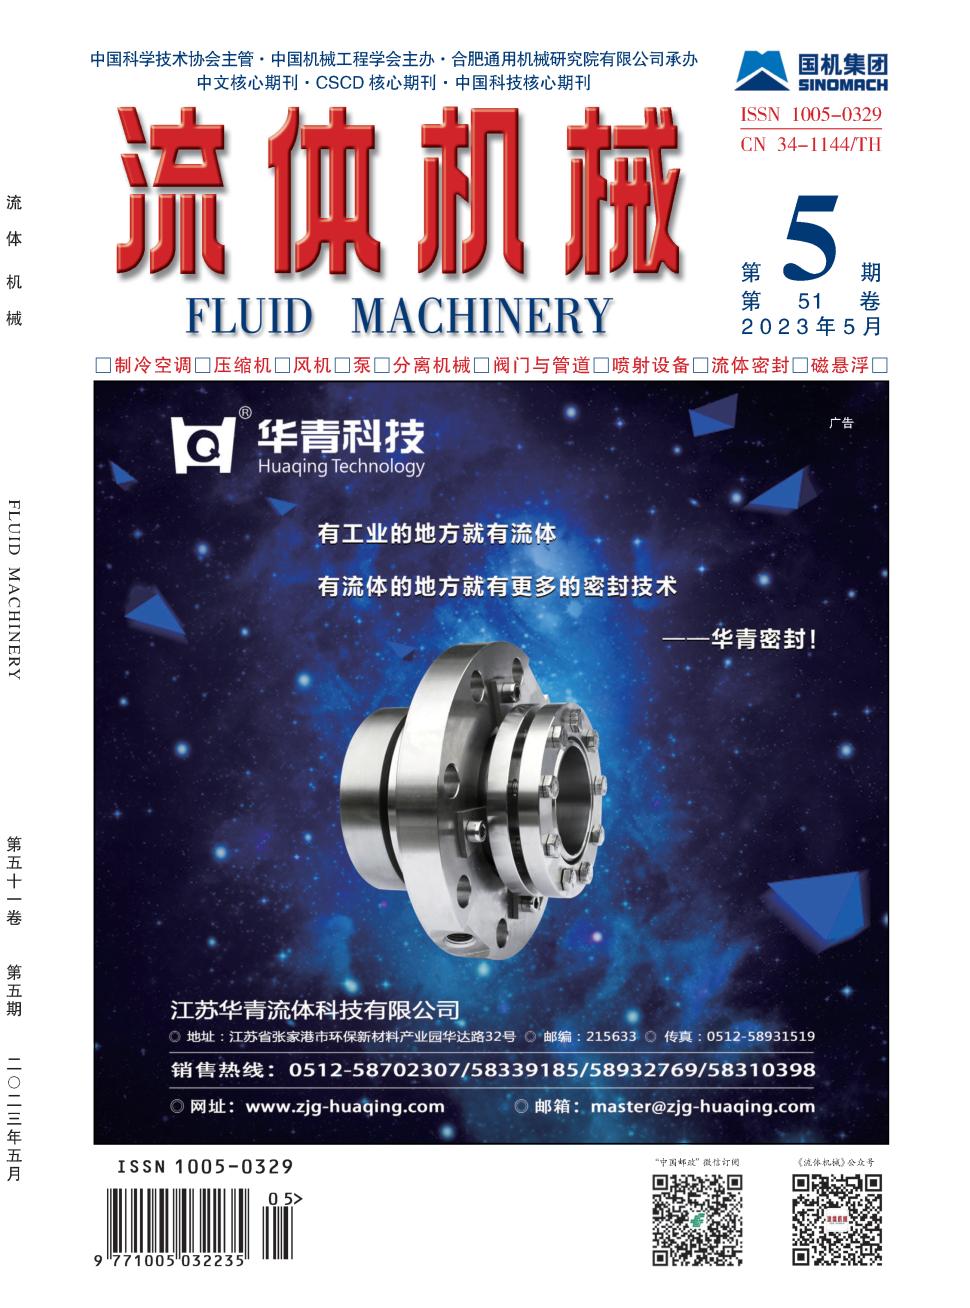 中国科学技术协会主管·中国机械工程学会主办·合肥通用机械研究院有限公司承办
中文核心期刊·CSCD 核心期刊·中国科技核心期刊
国机集团
SINOMACH
ISSN 1005-0329
CN 34-1144/TH
流体机械
FLUID MACHINERY
第 5 期
第 51 卷
2023年5月
□制冷空调□压缩机□风机□泵□分离机械□阀门与管道□喷射设备□流体密封□磁悬浮□
广告
Q
®
华青科技
Huaqing Technology
有工业的地方就有流体
有流体的地方就有更多的密封技术
——华青密封！
江苏华青流体科技有限公司
◎ 地址：江苏省张家港市环保新材料产业园华达路32号 ◎ 邮编：215633 ◎ 传真：0512-58931519
销售热线：0512-58702307/58339185/58932769/58310398
◎ 网址：www.zjg-huaqing.com ◎ 邮箱：master@zjg-huaqing.com
ISSN 1005-0329
05>
9 771005 032235
“中国邮政”微信订阅
《流体机械》公众号
流体机械
流体机械
FLUID MACHINERY
第五十一卷
第五期
二〇二三年五月